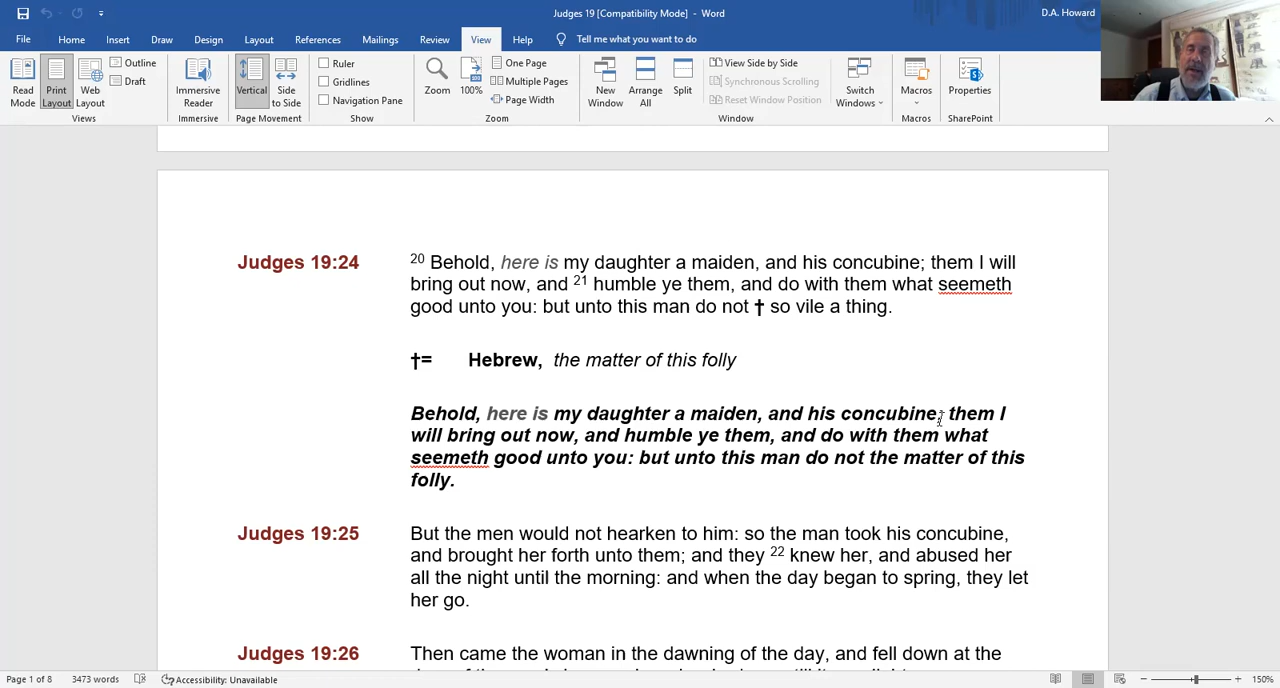 Judges 19 [Compatibility Mode] - Word
D.A. Howard
File Home Insert Draw Design Layout References Mailings Review View Help Tell me what you want to do
Read Mode
Print Layout
Web Layout
Outline
Draft
Views
Immersive Reader
Immersive
Vertical
Side to Side
Page Movement
Ruler
Gridlines
Navigation Pane
Show
Zoom
100%
One Page
Multiple Pages
Page Width
Zoom
New Window
Arrange All
Split
View Side by Side
Synchronous Scrolling
Reset Window Position
Window
Switch Windows
Macros
Macros
Properties
SharePoint
Judges 19:24 20 Behold, here is my daughter a maiden, and his concubine; them I will
bring out now, and 21 humble ye them, and do with them what seemeth
good unto you: but unto this man do not † so vile a thing.
†= Hebrew, the matter of this folly
Behold, here is my daughter a maiden, and his concubine; them I
will bring out now, and humble ye them, and do with them what
seemeth good unto you: but unto this man do not the matter of this
folly.
Judges 19:25 But the men would not hearken to him: so the man took his concubine,
and brought her forth unto them; and they 22 knew her, and abused her
all the night until the morning: and when the day began to spring, they let
her go.
Judges 19:26 Then came the woman in the dawning of the day, and fell down at the
Page 1 of 8 3473 words Accessibility: Unavailable 150%